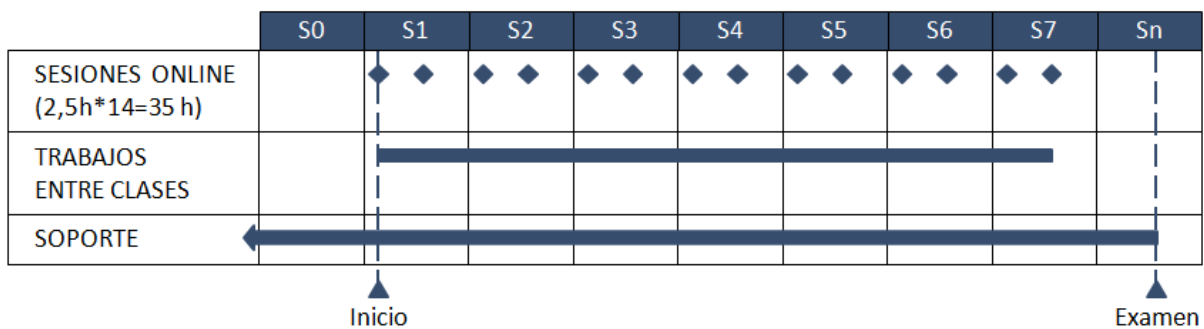 S0 S1 S2 S3 S4 S5 S6 S7 Sn
SESIONES ONLINE
(2,5h*14=35 h)
TRABAJOS
ENTRE CLASES
SOPORTE
Inicio
Examen